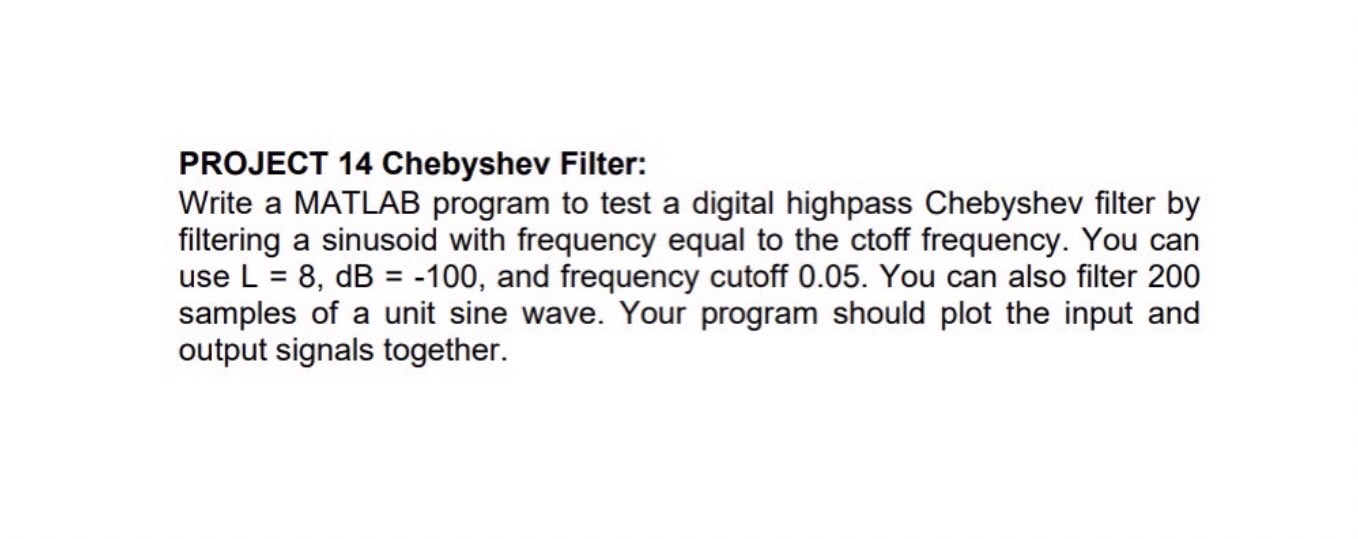 PROJECT 14 Chebyshev Filter:
Write a MATLAB program to test a digital highpass Chebyshev filter by
filtering a sinusoid with frequency equal to the ctoff frequency. You can
use L = 8, dB = -100, and frequency cutoff 0.05. You can also filter 200
samples of a unit sine wave. Your program should plot the input and
output signals together.